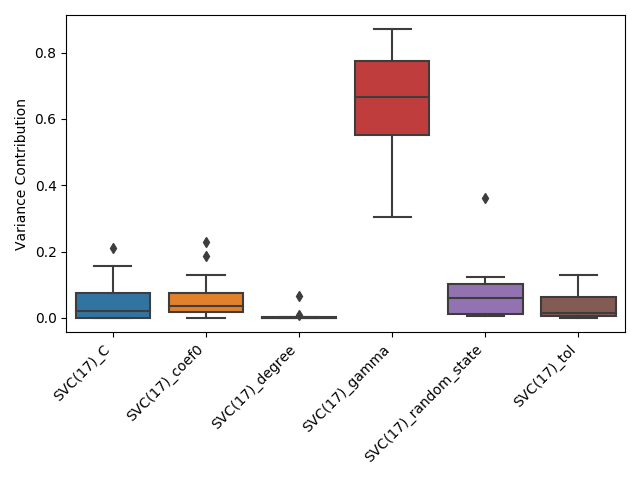 Variance Contribution
0.8
0.6
0.4
0.2
0.0
SVC(17)_C
SVC(17)_coef0
SVC(17)_degree
SVC(17)_gamma
SVC(17)_random_state
SVC(17)_tol